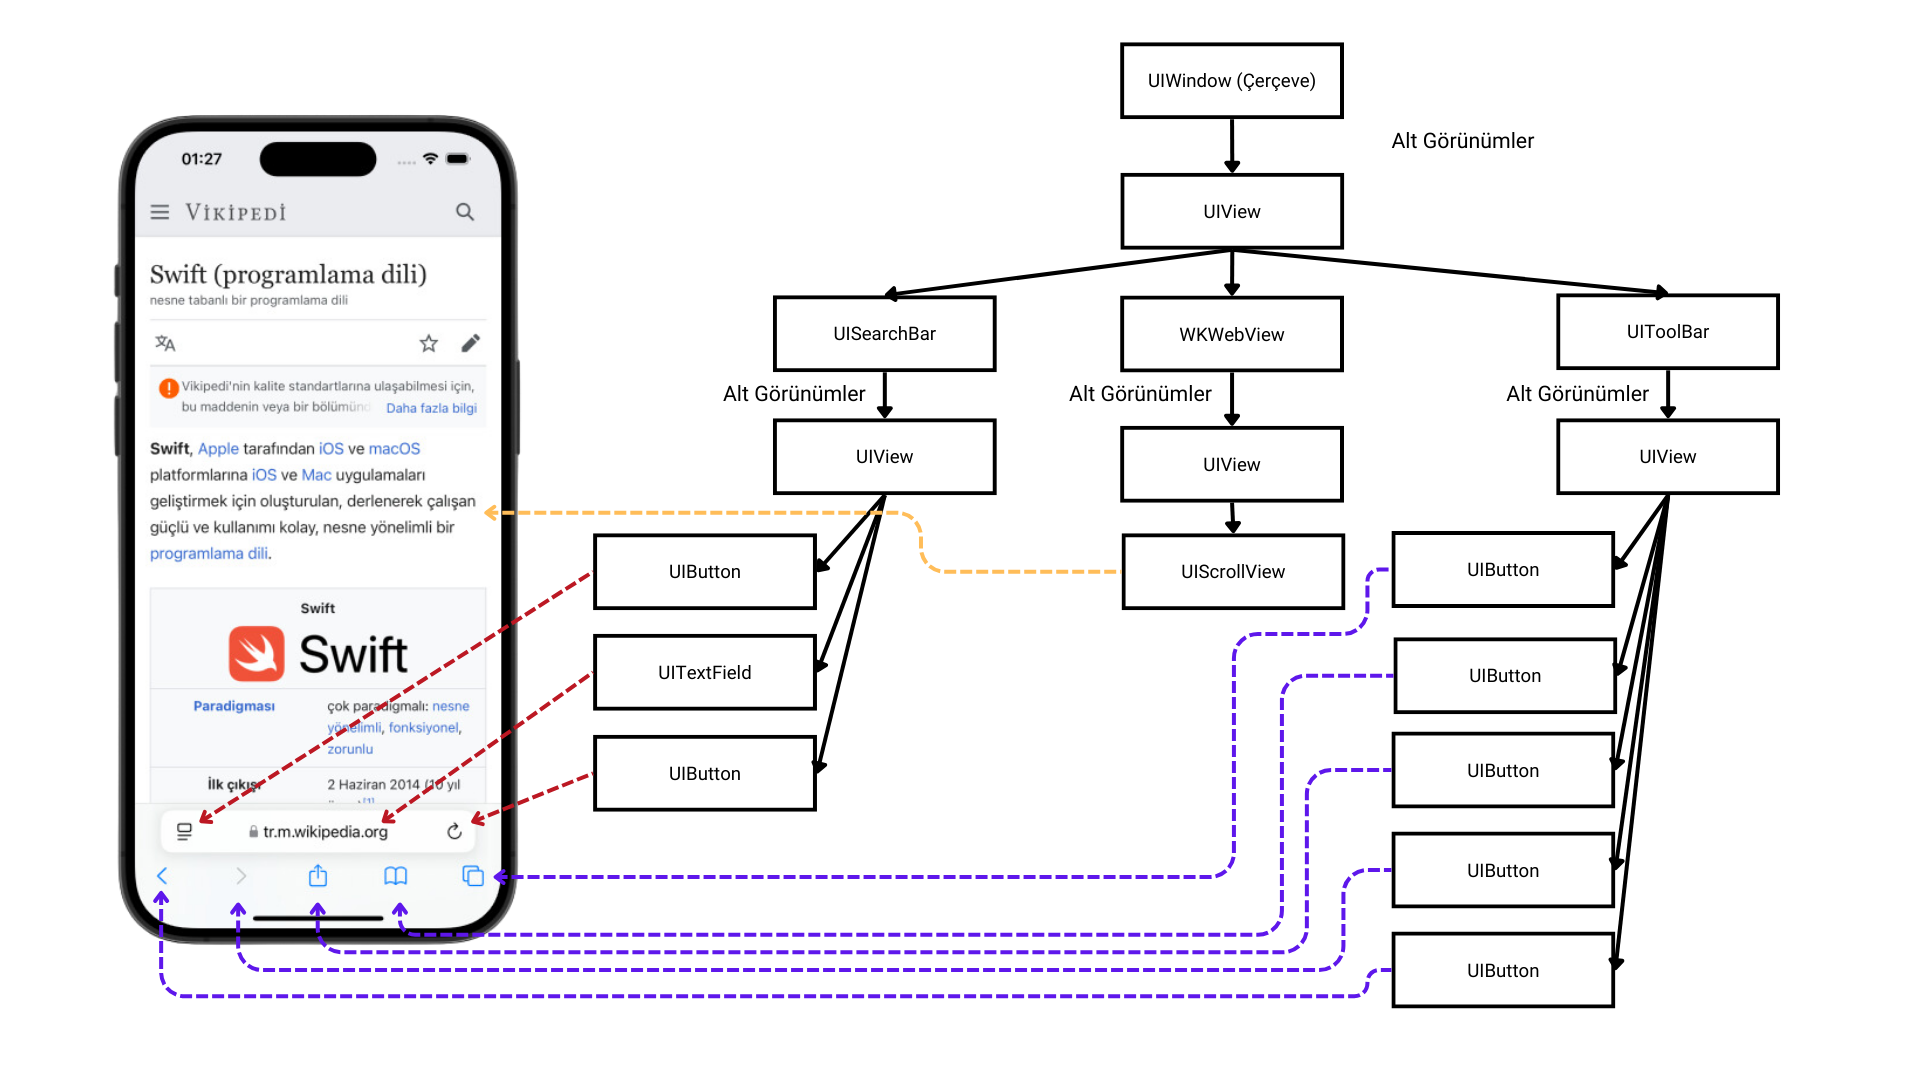 01:27
VİKİPEDİ
Swift (programlama dili)
nesne tabanlı bir programlama dili
Vikipedi'nin kalite standartlarına ulaşabilmesi için,
bu maddenin veya bir bölümünü Daha fazla bilgi
Swift, Apple tarafından iOS ve macOS
platformlarına iOS ve Mac uygulamaları
geliştirmek için oluşturulan, derlenerek çalışan
güçlü ve kullanımı kolay, nesne yönelimli bir
programlama dili.
Swift
Swift
Paradigması
çok paradigmalı: nesne
yönelimli, fonksiyonel,
zorunlu
İlk çıkışı
2 Haziran 2014 (10 yıl
tr.m.wikipedia.org
UIWindow (Çerçeve)
Alt Görünümler
UIView
UISearchBar
WKWebView
UIToolBar
Alt Görünümler
Alt Görünümler
Alt Görünümler
UIView
UIView
UIView
UIButton
UITextField
UIButton
UIScrollView
UIButton
UIButton
UIButton
UIButton
UIButton